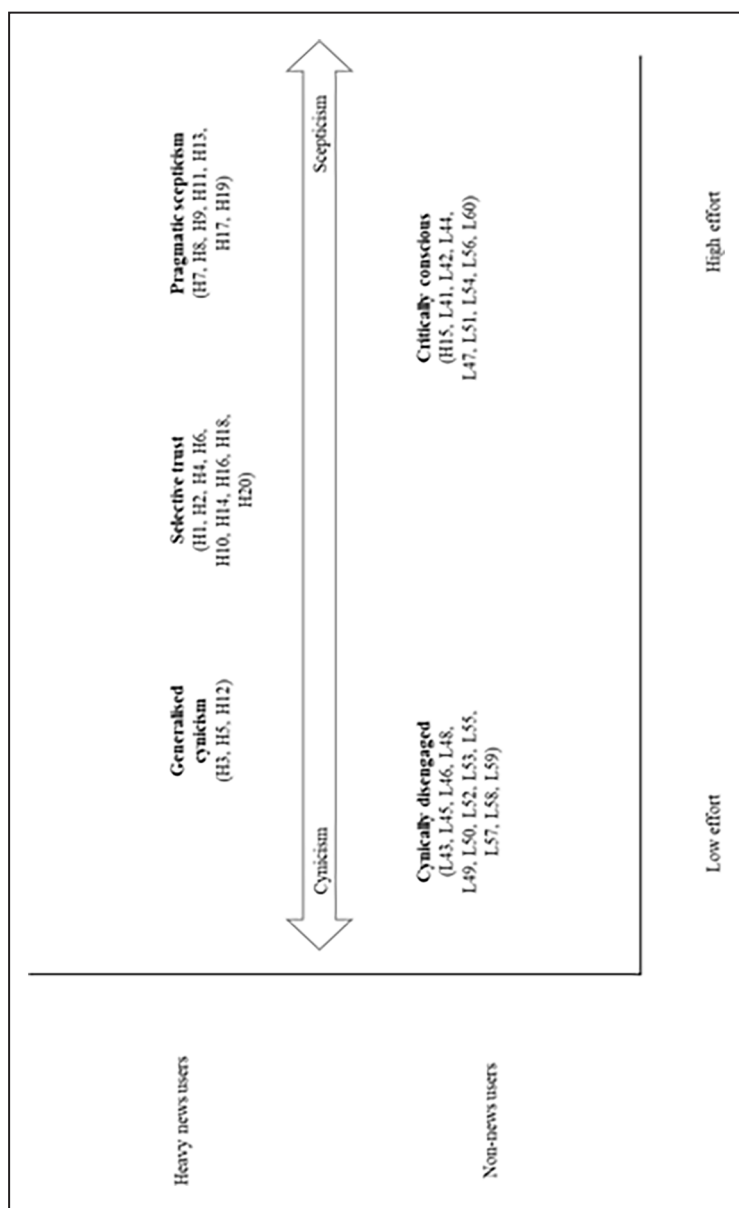 Heavy news users
Generalised
cynicism
(H3, H5, H12)
Selective trust
(H1, H2, H4, H6,
H10, H14, H16, H18,
H20)
Pragmatic scepticism
(H7, H8, H9, H11, H13,
H17, H19)
Cynicism
Scepticism
Non-news users
Cynically disengaged
(L43, L45, L46, L48,
L49, L50, L52, L53, L55,
L57, L58, L59)
Critically conscious
(H15, L41, L42, L44,
L47, L51, L54, L56, L60)
Low effort
High effort